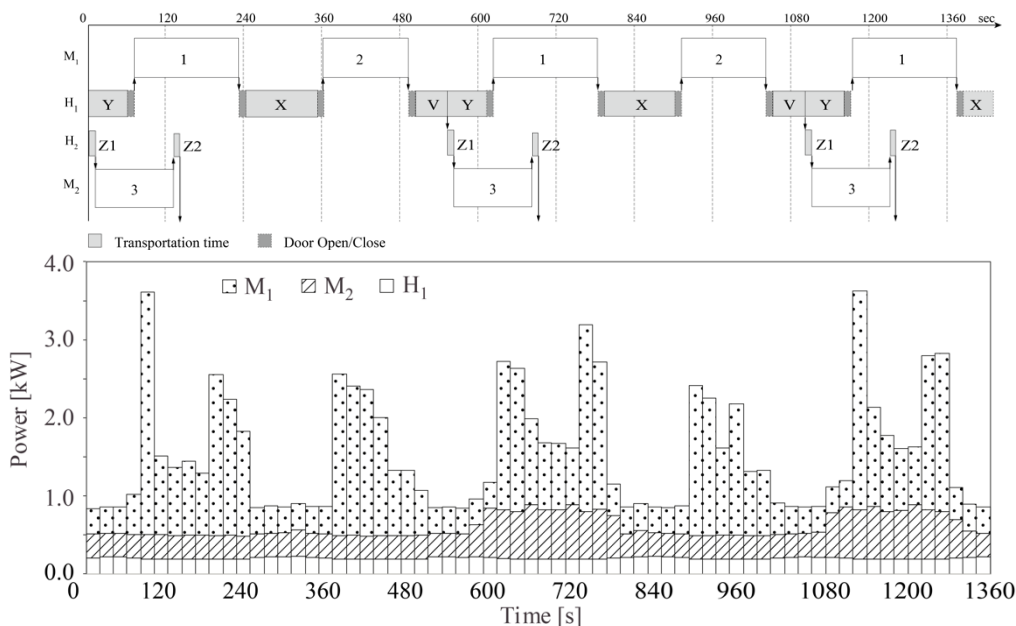 0 120 240 360 480 600 720 840 960 1080 1200 1360 sec
M1 1 2 1 2 1
H1 Y X V Y X V Y X
H2 Z1 Z2 Z1 Z2 Z1 Z2
M2 3 3 3
Transportation time Door Open/Close
4.0
M1 M2 H1
3.0
2.0
1.0
0.0
Power [kW]
0 120 240 360 480 600 720 840 960 1080 1200 1360
Time [s]